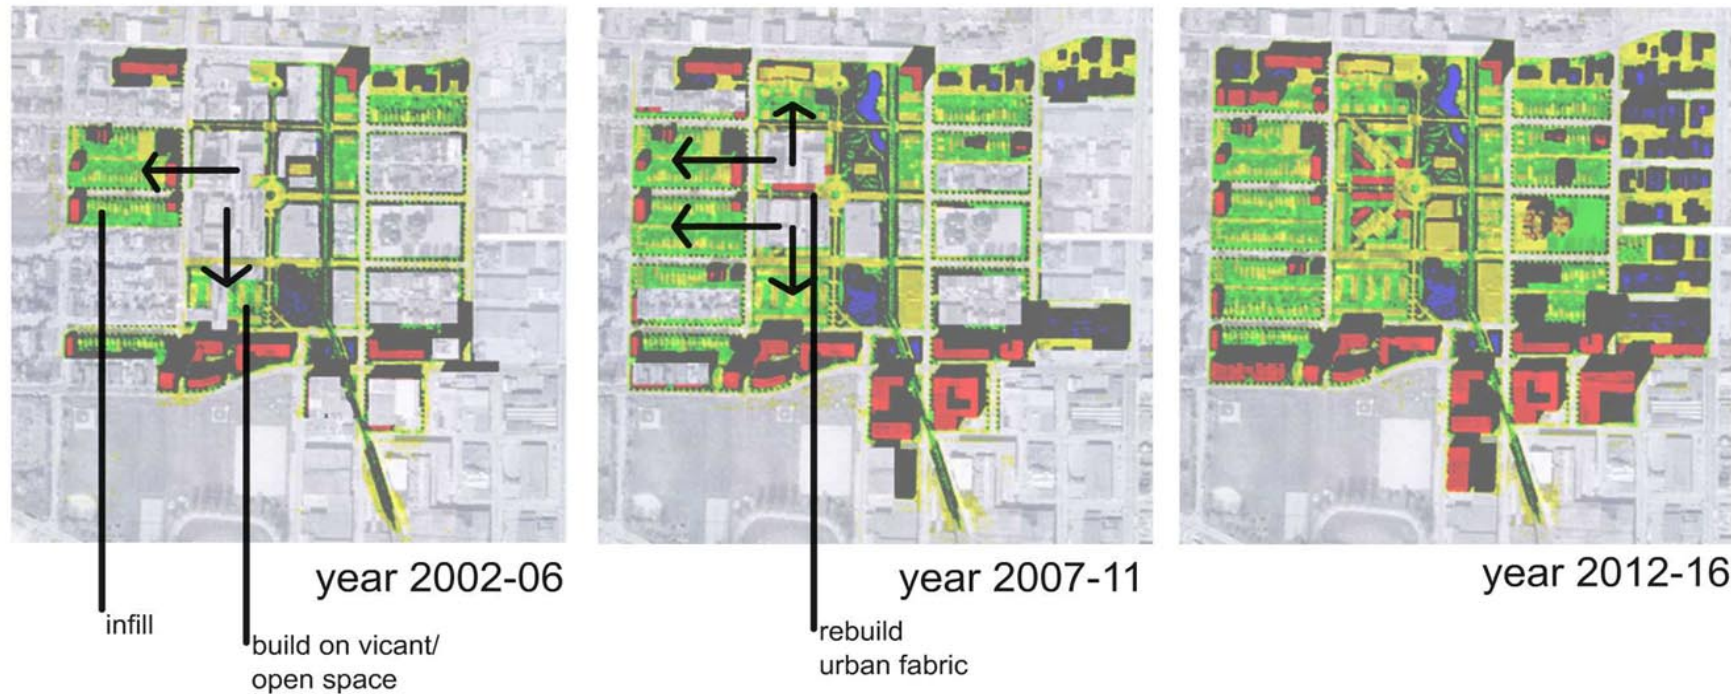 year 2002-06
year 2007-11
year 2012-16
infill
build on vicant/
open space
rebuild
urban fabric